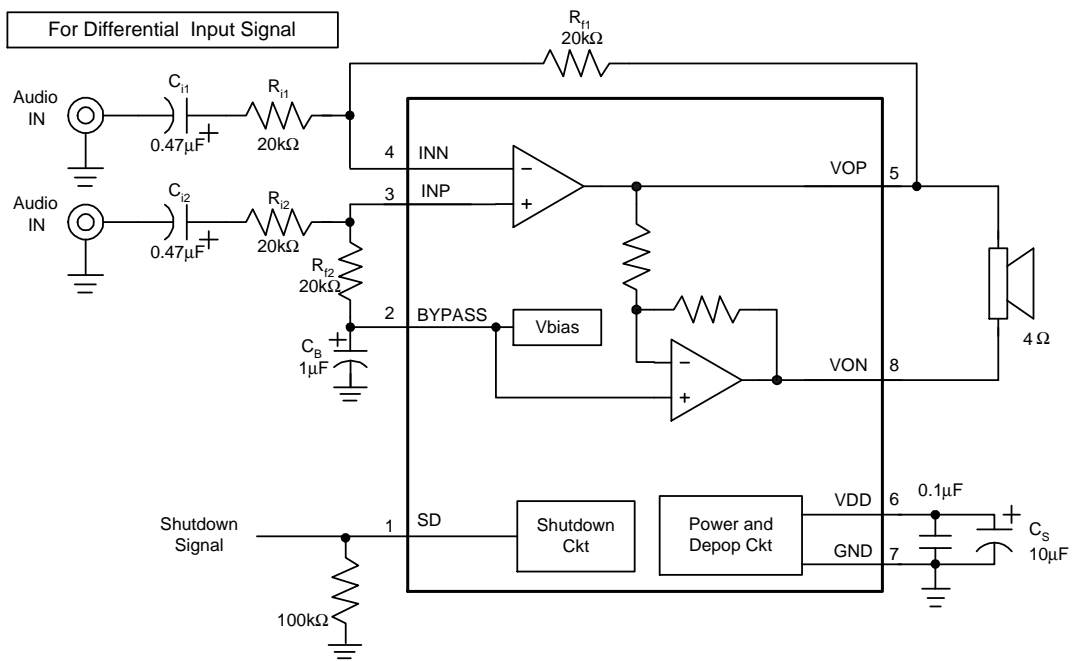 For Differential Input Signal
Rf1
20kΩ
Audio
IN
Ci1
0.47μF
+
Ri1
20kΩ
4
INN
−
VOP
5
3
INP
+
Audio
IN
Ci2
0.47μF
+
Ri2
20kΩ
Rf2
20kΩ
2
BYPASS
Vbias
+
CB
1μF
−
+
VON
8
4 Ω
Shutdown
Signal
1
SD
Shutdown
Ckt
Power and
Depop Ckt
VDD
6
GND
7
0.1μF
+
CS
10μF
100kΩ